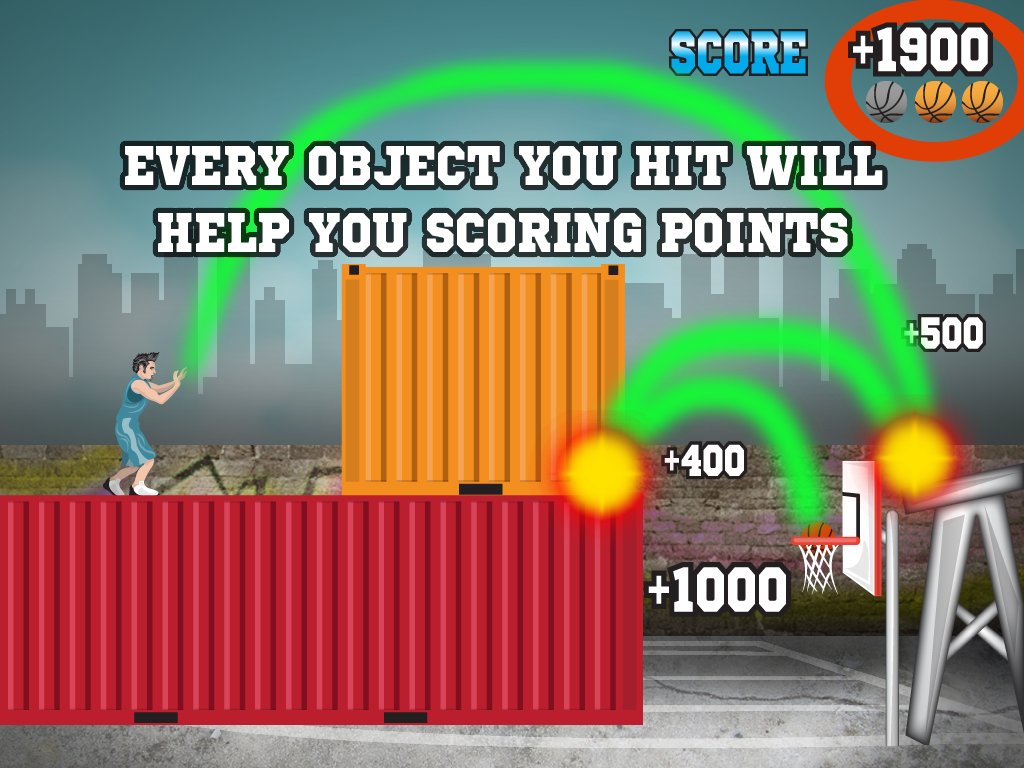 SCORE +1900
EVERY OBJECT YOU HIT WILL
HELP YOU SCORING POINTS
+500
+400
+1000